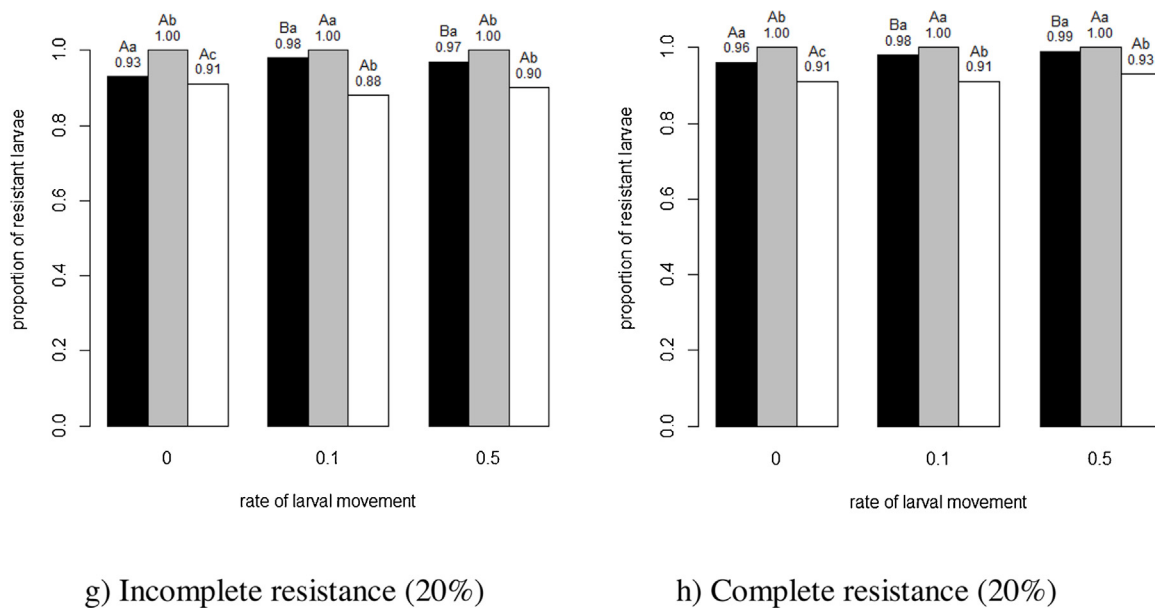 Aa 0.93
Ab 1.00
Ac 0.91
Ba 0.98
Aa 1.00
Ab 0.88
Ba 0.97
Ab 1.00
Ab 0.90
1.0
0.8
0.6
0.4
0.2
0.0
proportion of resistant larvae
0 0.1 0.5
rate of larval movement
g) Incomplete resistance (20%)
Aa 0.96
Ab 1.00
Ac 0.91
Ba 0.98
Aa 1.00
Ab 0.91
Ba 0.99
Aa 1.00
Ab 0.93
1.0
0.8
0.6
0.4
0.2
0.0
proportion of resistant larvae
0 0.1 0.5
rate of larval movement
h) Complete resistance (20%)